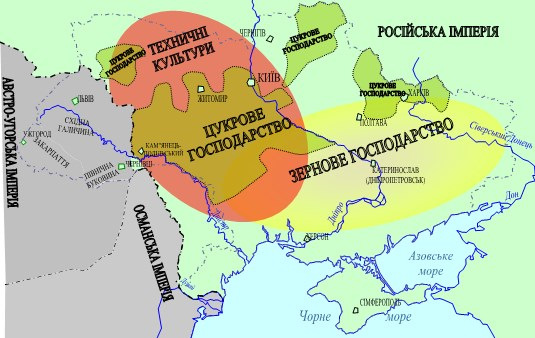 РОСІЙСЬКА ІМПЕРІЯ
ЧЕРНІГІВ
ЦУКРОВЕ
ГОСПОДАРСТВО
ТЕХНІЧНІ
КУЛЬТУРИ
ЦУКРОВЕ
ГОСПОДАРСТВО
КИЇВ
ЦУКРОВЕ
ГОСПОДАРСТВО
ХАРКІВ
ЖИТОМИР
ЛЬВІВ
АВСТРО-УГОРСЬКА ІМПЕРІЯ
ЦУКРОВЕ
ГОСПОДАРСТВО
ПОЛТАВА
СХІДНА
ГАЛИЧИНА
УЖГОРОД
ЗАКАРПАТТЯ
Сіверський Донець
ЗЕРНОВЕ ГОСПОДАРСТВО
КАМ'ЯНЕЦЬ-
ПОДІЛЬСЬКИЙ
ЧЕРНІВЦІ
ПІВНІЧНА
БУКОВИНА
КАТЕРИНОСЛАВ
(ДНІПРОПЕТРОВСЬК)
Дон
Дніпро
ОСМАНСЬКА ІМПЕРІЯ
ХЕРСОН
Азовське
море
СІМФЕРОПОЛЬ
Чорне море